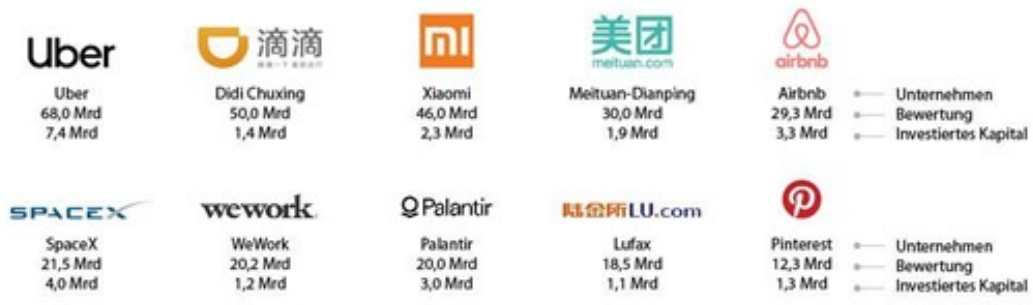 Uber
滴滴
美团
meituan.com
airbnb
Uber
Didi Chuxing
Xiaomi
Meituan-Dianping
Airbnb
Unternehmen
68,0 Mrd
50,0 Mrd
46,0 Mrd
30,0 Mrd
29,3 Mrd
Bewertung
7,4 Mrd
1,4 Mrd
2,3 Mrd
1,9 Mrd
3,3 Mrd
Investiertes Kapital
SPACEX
wework
Palantir
陆金所LU.com
SpaceX
WeWork
Palantir
Lufax
Pinterest
Unternehmen
21,5 Mrd
20,2 Mrd
20,0 Mrd
18,5 Mrd
12,3 Mrd
Bewertung
4,0 Mrd
1,2 Mrd
3,0 Mrd
1,1 Mrd
1,3 Mrd
Investiertes Kapital